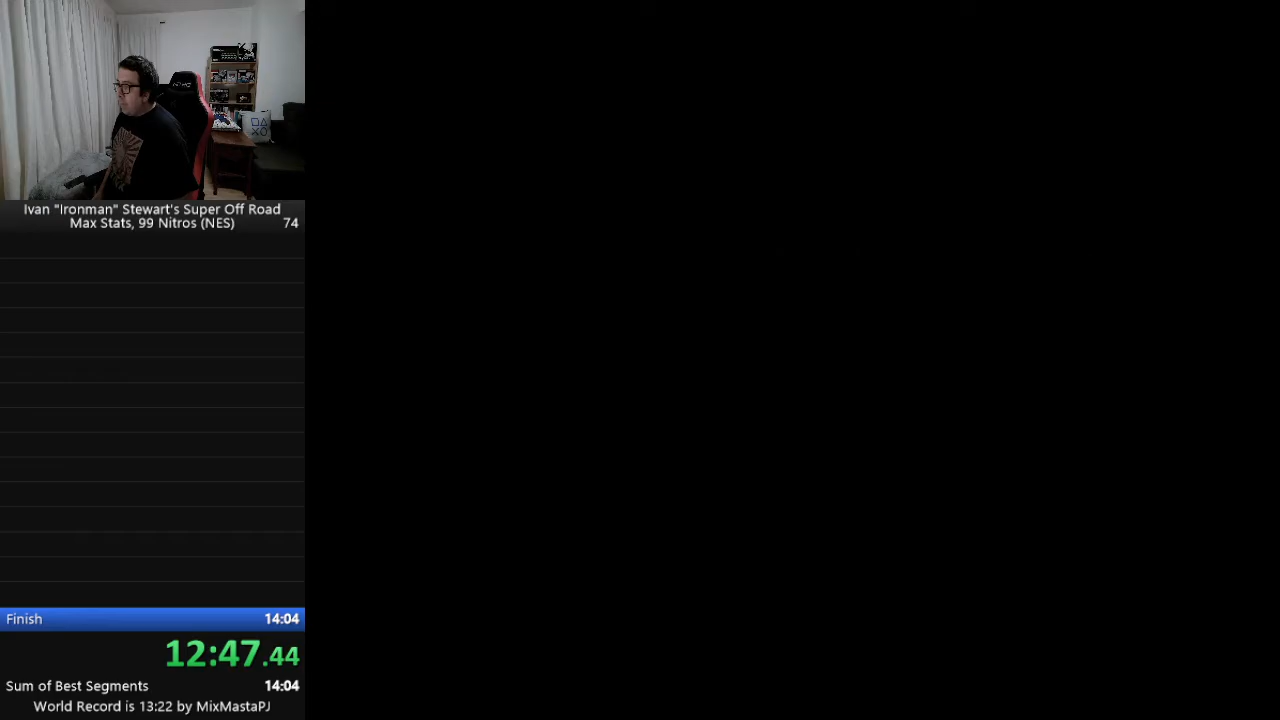 Ivan "Ironman" Stewart's Super Off Road
Max Stats, 99 Nitros (NES) 74
Finish 14:04
12:47.44
Sum of Best Segments 14:04
World Record is 13:22 by MixMastaPJ